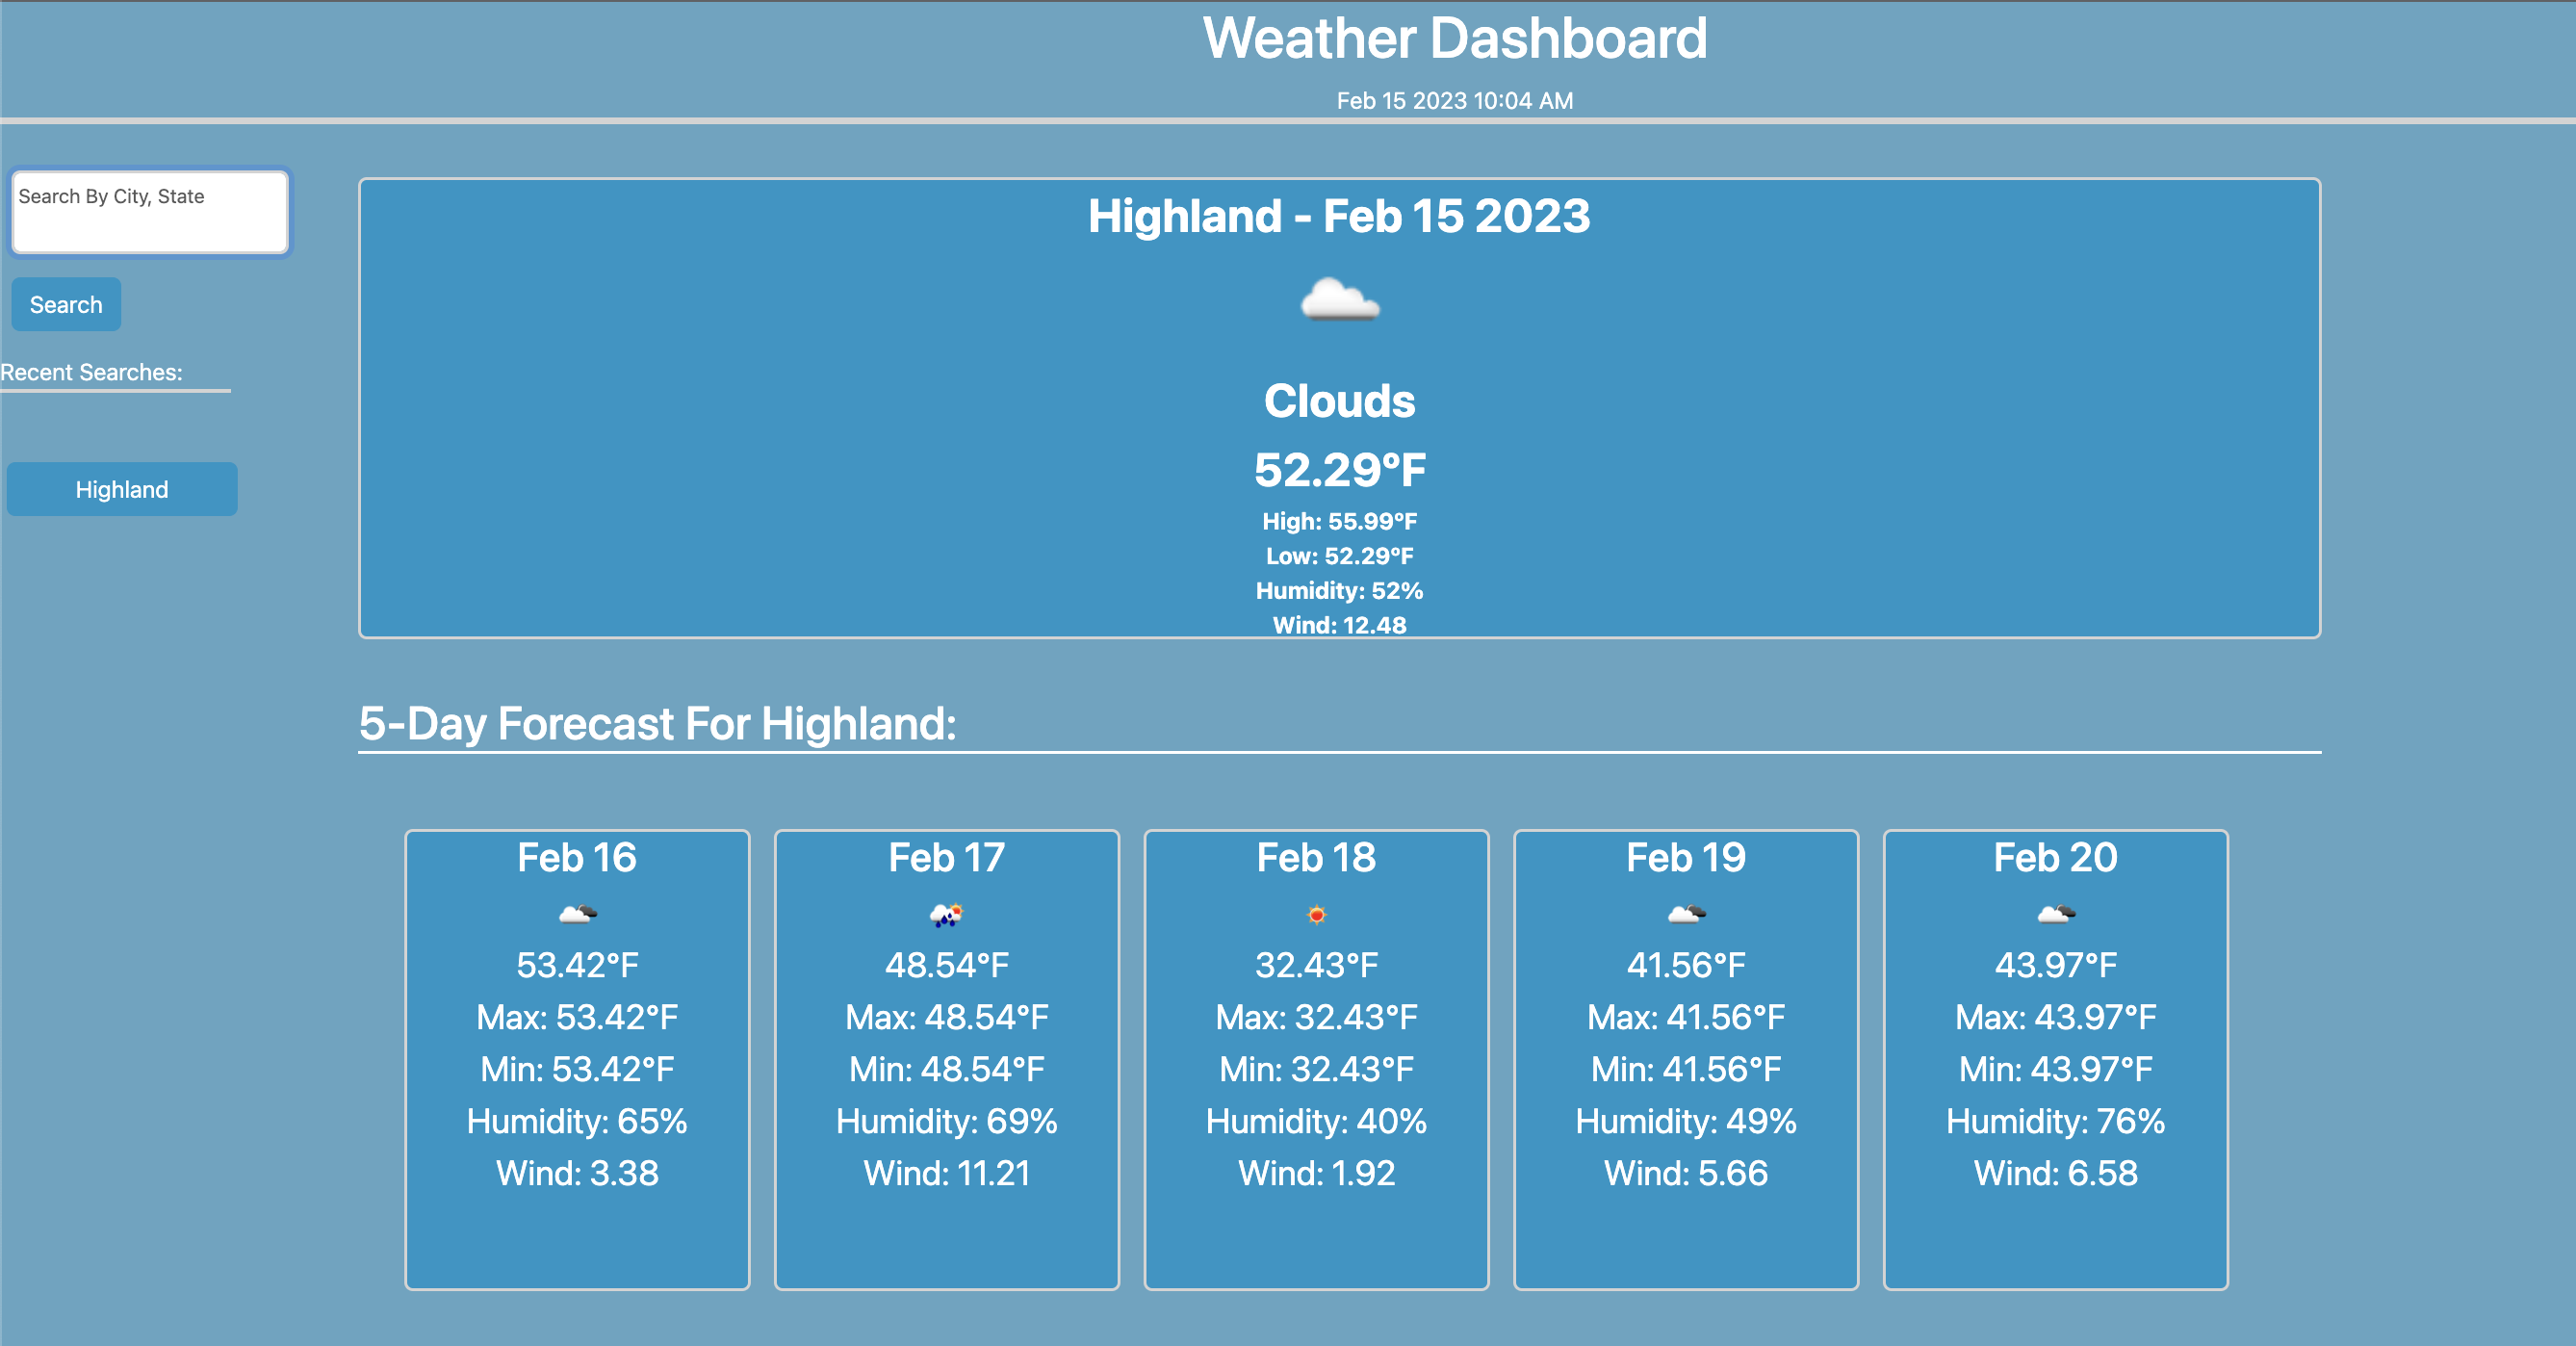 Weather Dashboard
Feb 15 2023 10:04 AM
Search By City, State
Search
Recent Searches:
Highland
Highland - Feb 15 2023
Clouds
52.29°F
High: 55.99°F
Low: 52.29°F
Humidity: 52%
Wind: 12.48
5-Day Forecast For Highland:
Feb 16
53.42°F
Max: 53.42°F
Min: 53.42°F
Humidity: 65%
Wind: 3.38
Feb 17
48.54°F
Max: 48.54°F
Min: 48.54°F
Humidity: 69%
Wind: 11.21
Feb 18
32.43°F
Max: 32.43°F
Min: 32.43°F
Humidity: 40%
Wind: 1.92
Feb 19
41.56°F
Max: 41.56°F
Min: 41.56°F
Humidity: 49%
Wind: 5.66
Feb 20
43.97°F
Max: 43.97°F
Min: 43.97°F
Humidity: 76%
Wind: 6.58